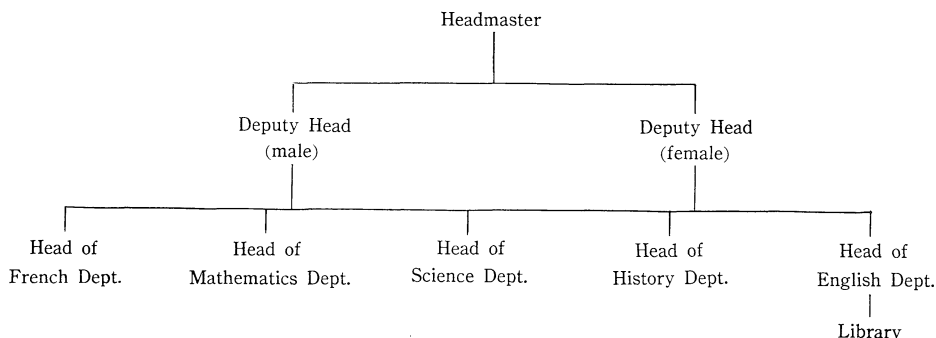 Headmaster
Deputy Head
(male)
Deputy Head
(female)
Head of
French Dept.
Head of
Mathematics Dept.
Head of
Science Dept.
Head of
History Dept.
Head of
English Dept.
Library